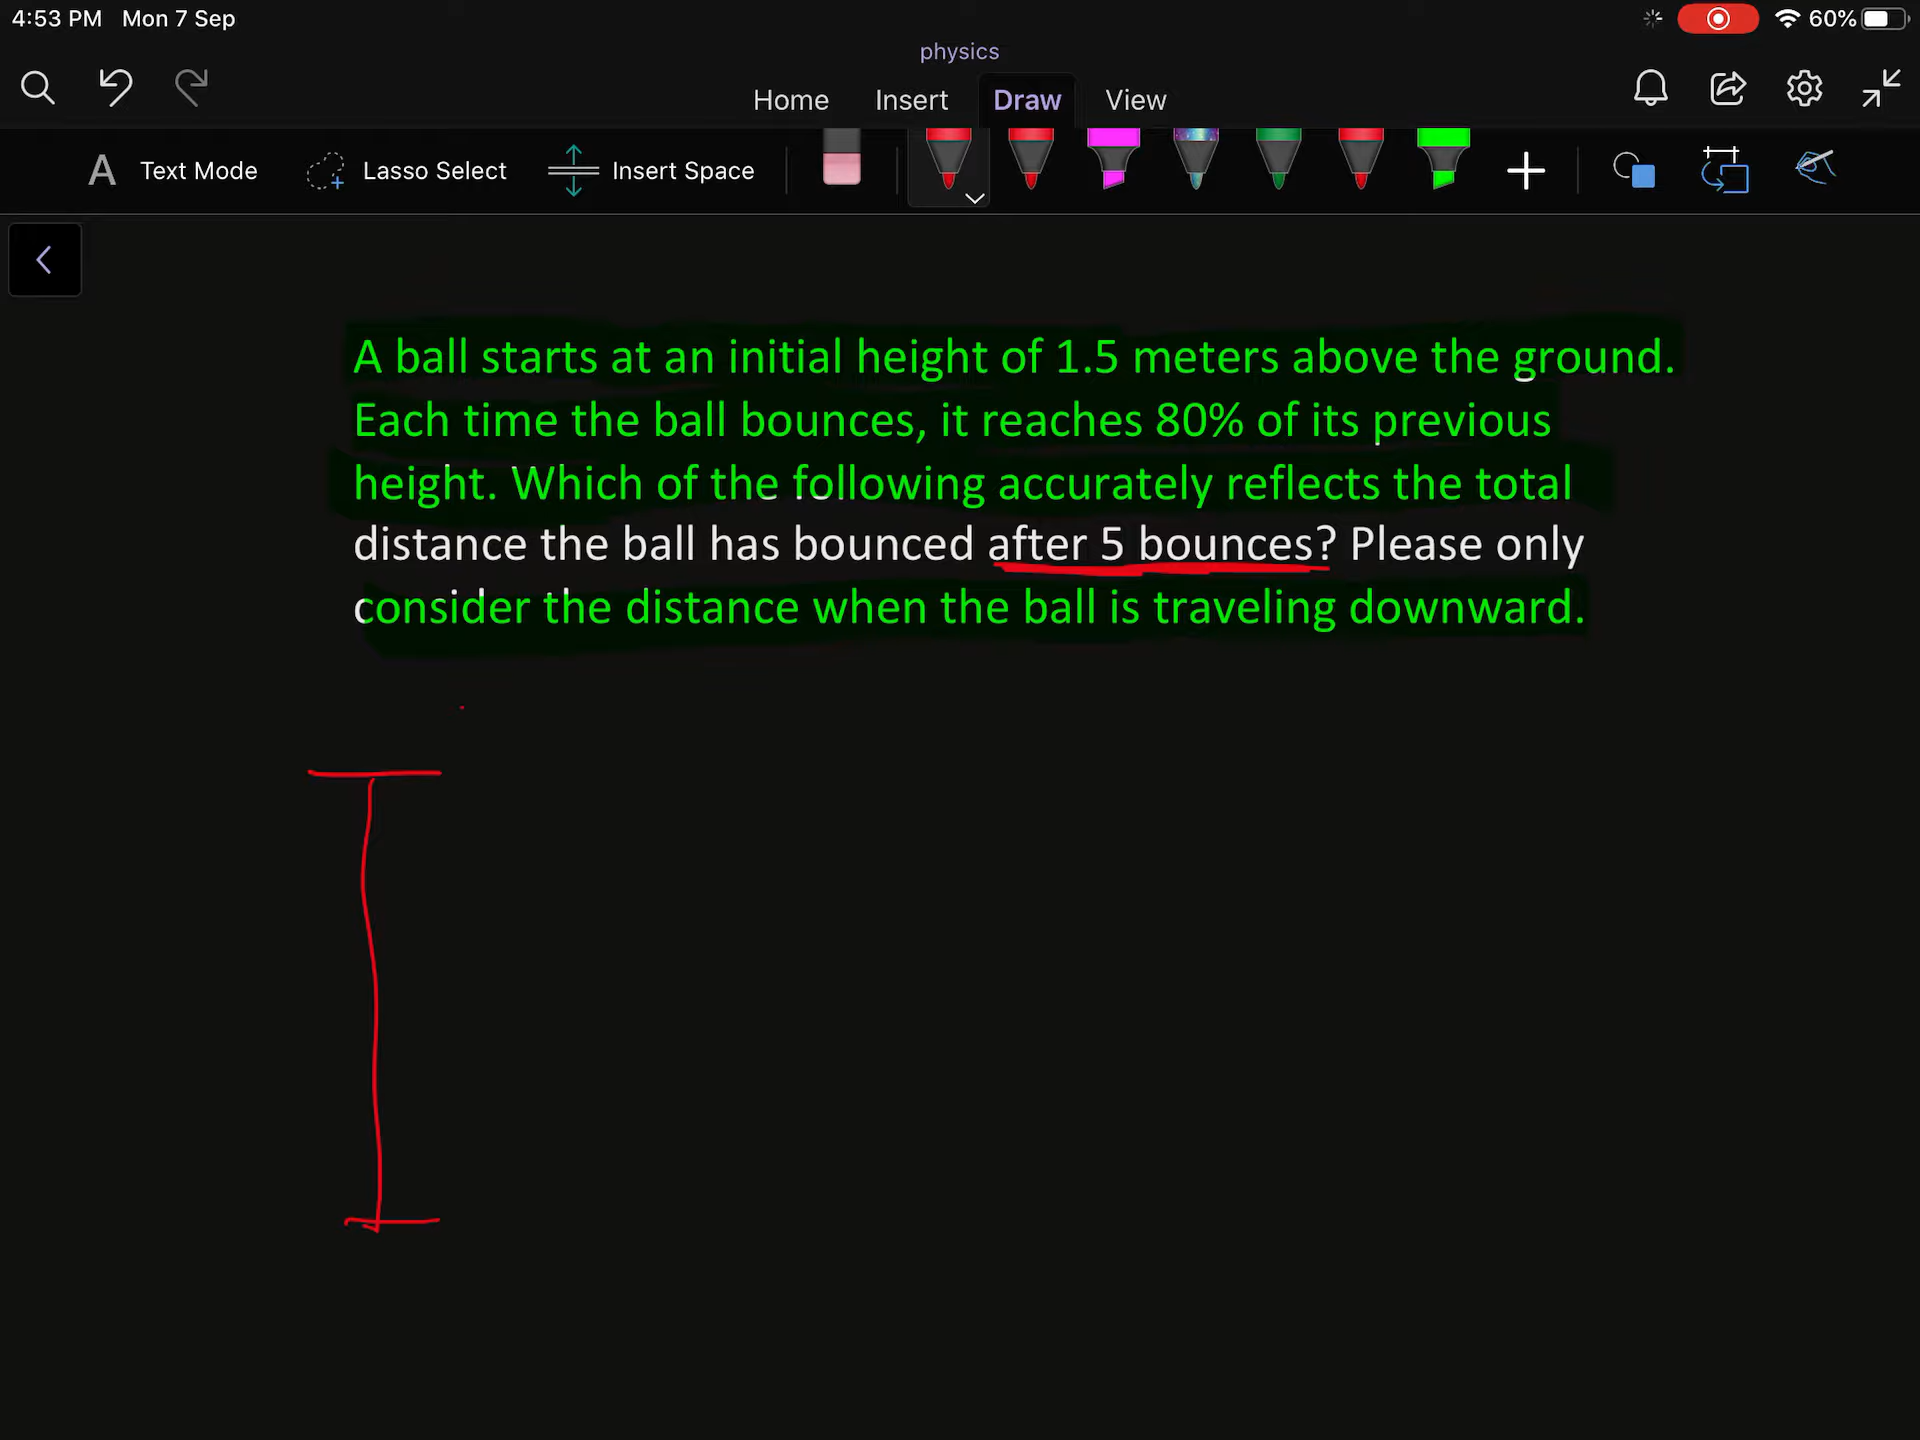 4:53 PM Mon 7 Sep
60%
physics
Home Insert Draw View
A Text Mode Lasso Select Insert Space
A ball starts at an initial height of 1.5 meters above the ground.
Each time the ball bounces, it reaches 80% of its previous
height. Which of the following accurately reflects the total
distance the ball has bounced after 5 bounces? Please only
consider the distance when the ball is traveling downward.